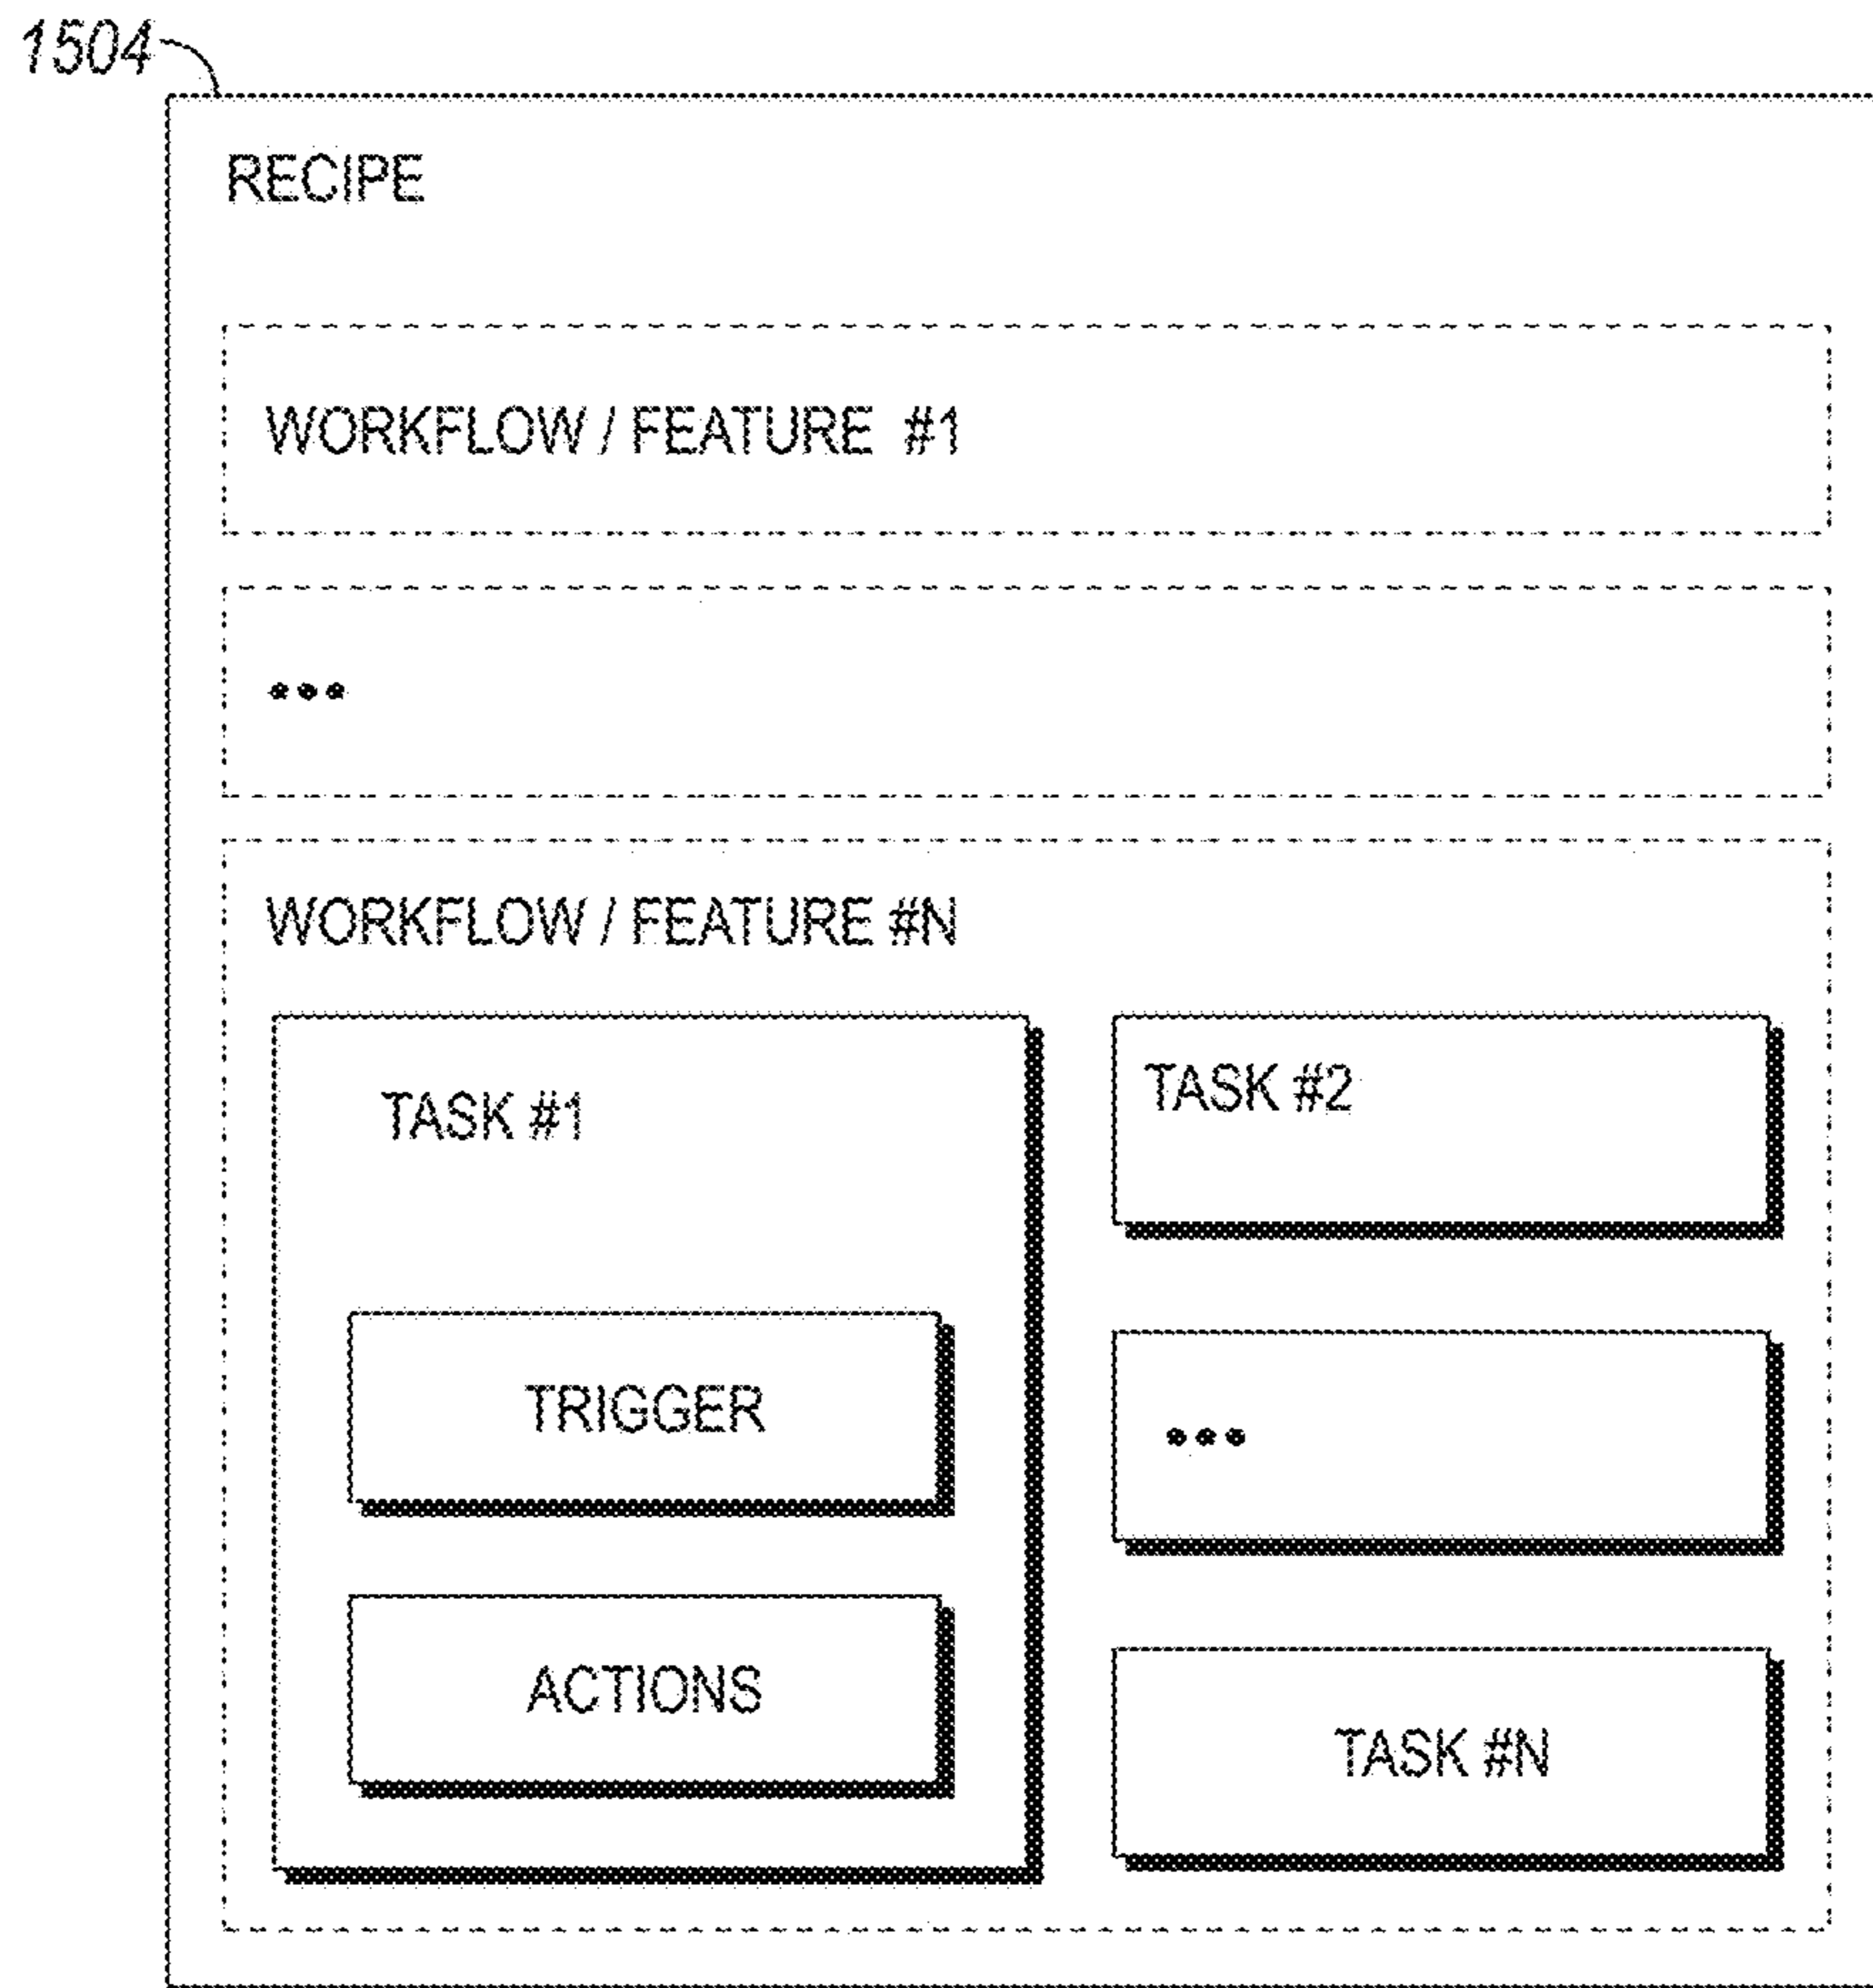 1504
RECIPE
WORKFLOW / FEATURE #1
•••
WORKFLOW / FEATURE #N
TASK #1
TRIGGER
ACTIONS
TASK #2
•••
TASK #N